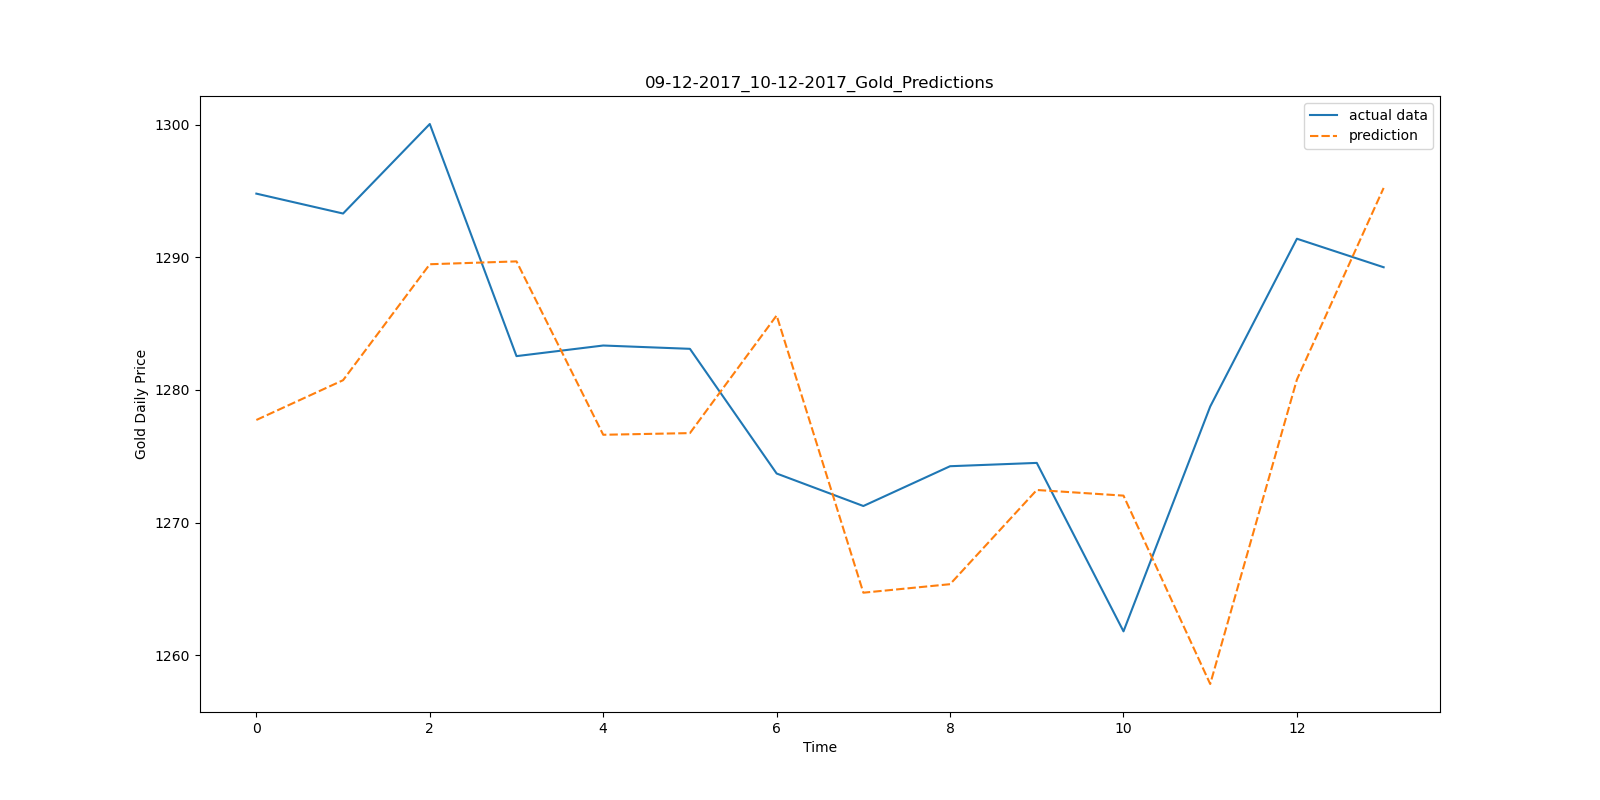 09-12-2017_10-12-2017_Gold_Predictions
actual data
prediction
Gold Daily Price
1300
1290
1280
1270
1260
0 2 4 6 8 10 12
Time